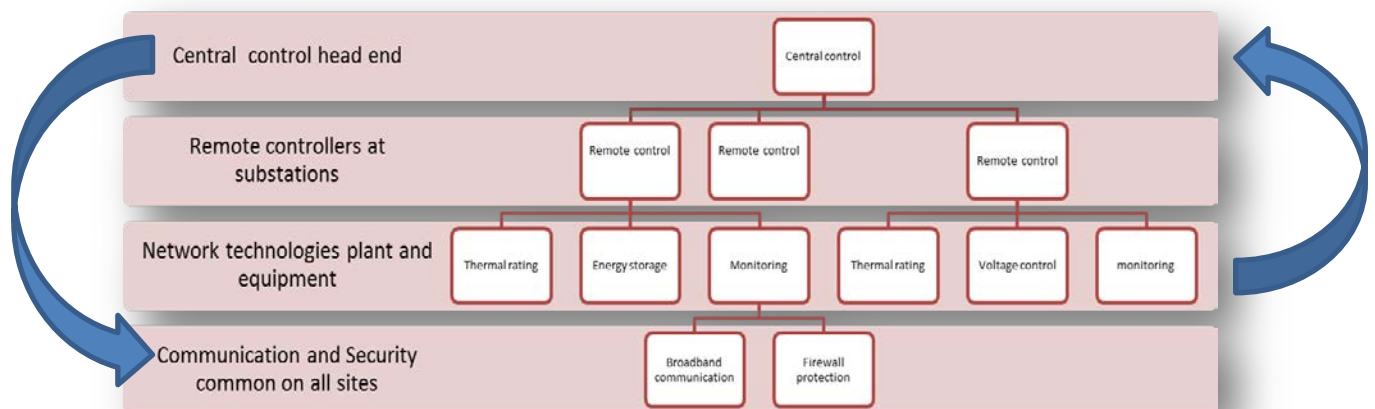 Central control head end
Central control
Remote controllers at
substations
Remote control
Remote control
Remote control
Network technologies plant and
equipment
Thermal rating
Energy storage
Monitoring
Thermal rating
Voltage control
monitoring
Communication and Security
common on all sites
Broadband
communication
Firewall
protection